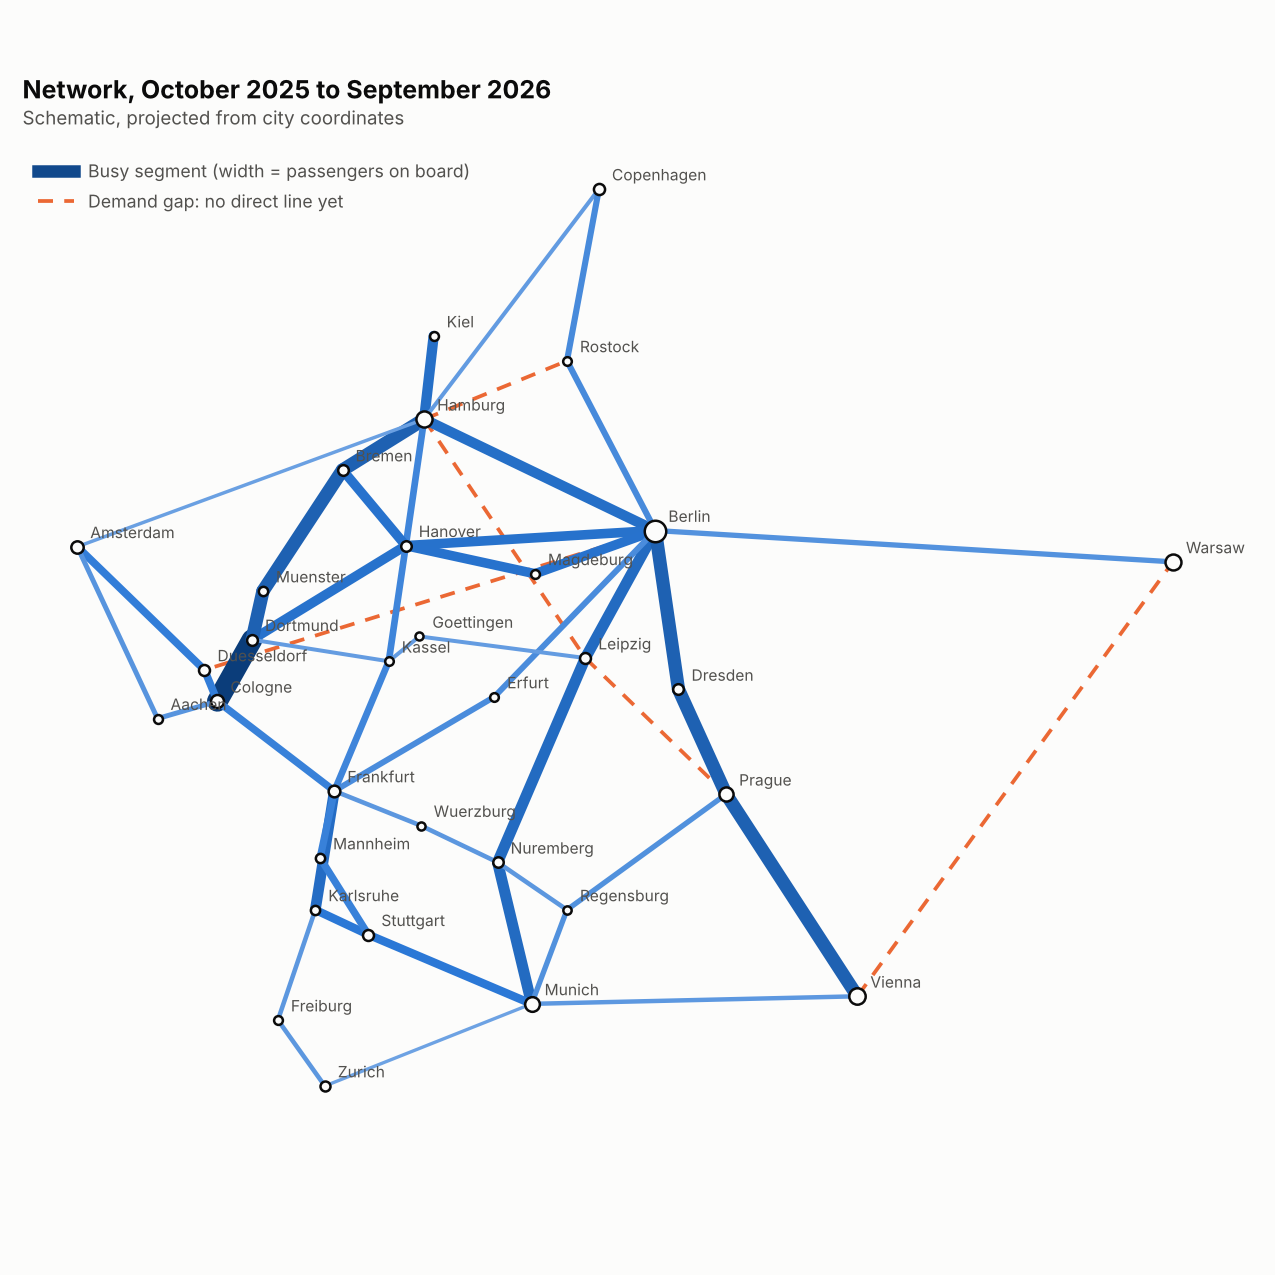 Network, October 2025 to September 2026
Schematic, projected from city coordinates
Busy segment (width = passengers on board)
Demand gap: no direct line yet
Copenhagen
Kiel
Rostock
Hamburg
Bremen
Berlin
Hanover
Amsterdam
Warsaw
Magdeburg
Muenster
Goettingen
Dortmund
Leipzig
Kassel
Duesseldorf
Dresden
Erfurt
Cologne
Aachen
Frankfurt
Prague
Wuerzburg
Mannheim
Nuremberg
Karlsruhe
Regensburg
Stuttgart
Vienna
Munich
Freiburg
Zurich